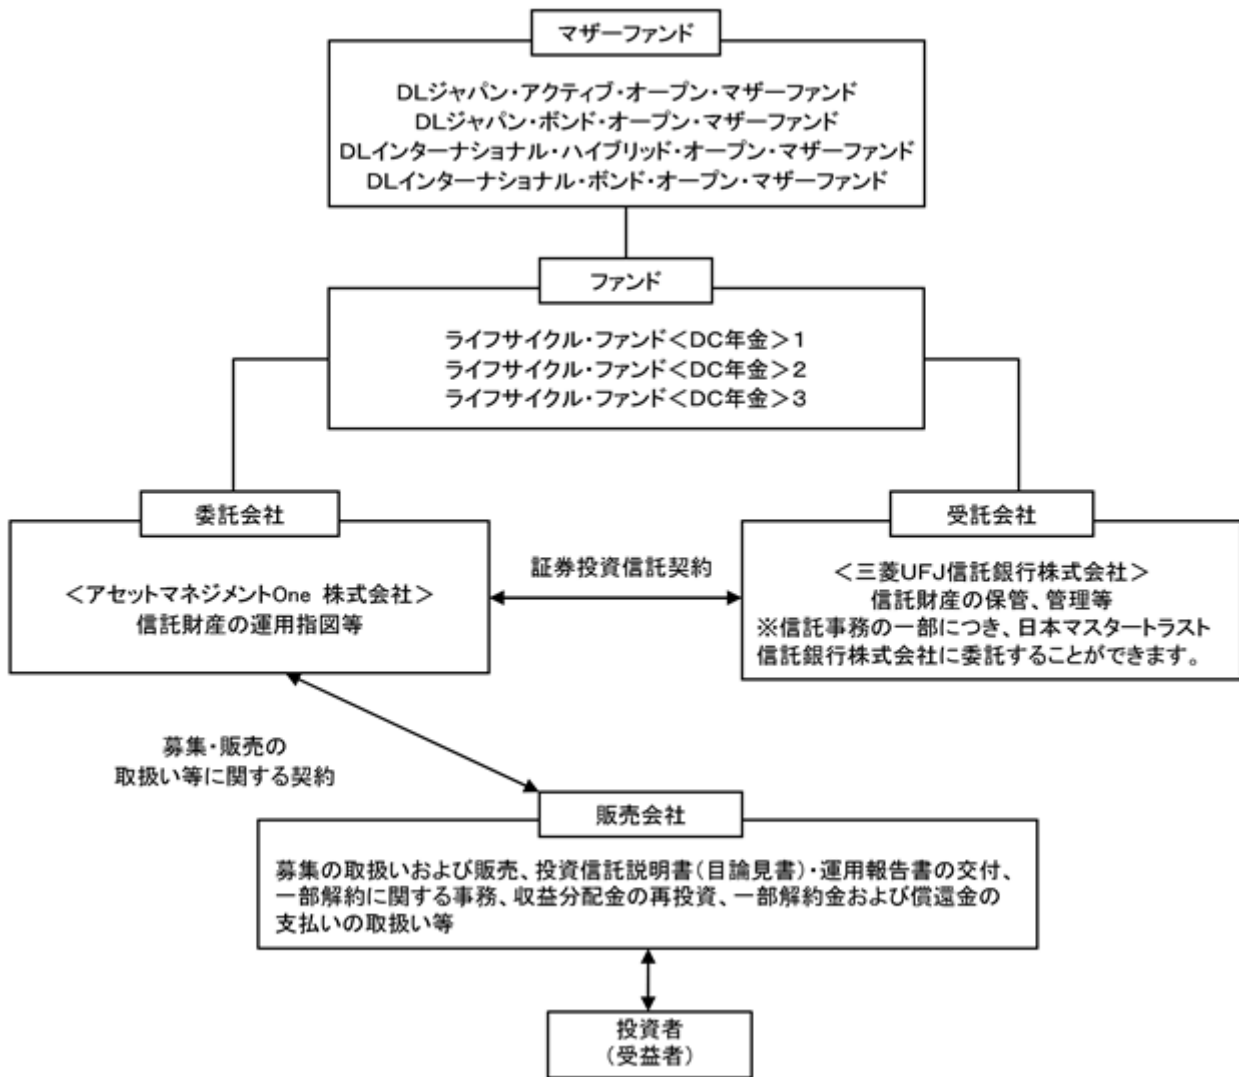 マザーファンド
DLジャパン・アクティブ・オープン・マザーファンド
DLジャパン・ボンド・オープン・マザーファンド
DLインターナショナル・ハイブリッド・オープン・マザーファンド
DLインターナショナル・ボンド・オープン・マザーファンド
ファンド
ライフサイクル・ファンド＜DC年金＞1
ライフサイクル・ファンド＜DC年金＞2
ライフサイクル・ファンド＜DC年金＞3
委託会社
＜アセットマネジメントOne 株式会社＞
信託財産の運用指図等
証券投資信託契約
受託会社
＜三菱UFJ信託銀行株式会社＞
信託財産の保管、管理等
※信託事務の一部につき、日本マスタートラスト
信託銀行株式会社に委託することができます。
募集・販売の
取扱い等に関する契約
販売会社
募集の取扱いおよび販売、投資信託説明書（目論見書）・運用報告書の交付、
一部解約に関する事務、収益分配金の再投資、一部解約金および償還金の
支払いの取扱い等
投資者
（受益者）